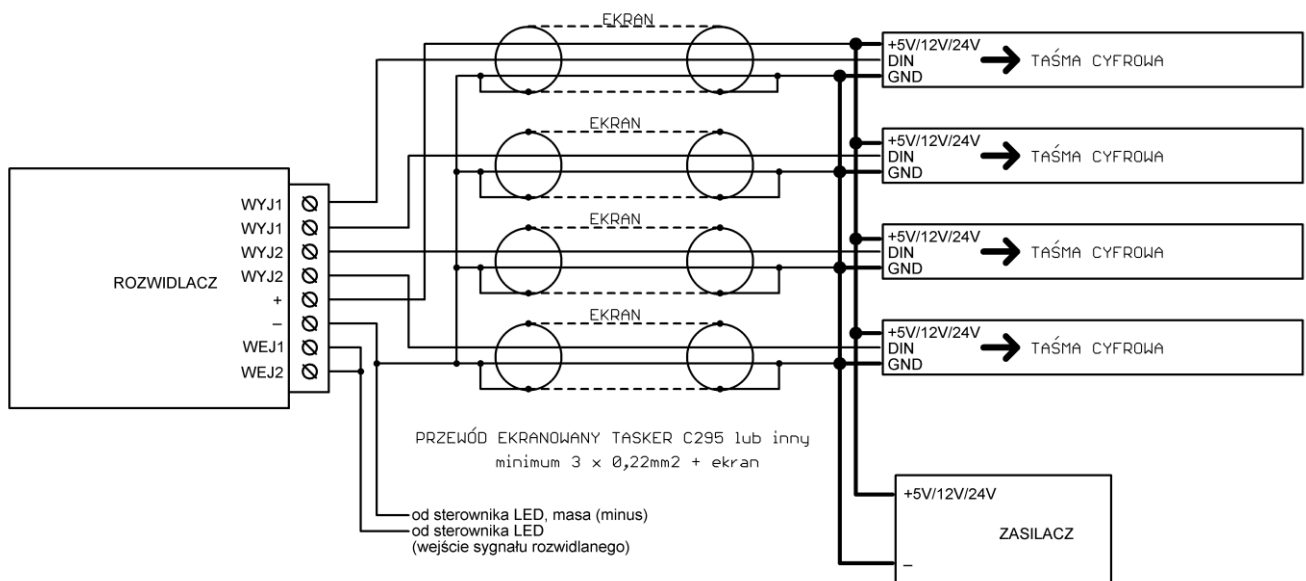 EKRAN
+5V/12V/24V
DIN
GND
TAŚMA CYFROWA
EKRAN
+5V/12V/24V
DIN
GND
TAŚMA CYFROWA
EKRAN
+5V/12V/24V
DIN
GND
TAŚMA CYFROWA
EKRAN
+5V/12V/24V
DIN
GND
TAŚMA CYFROWA
ROZWIDLACZ
WYJ1
WYJ1
WYJ2
WYJ2
+
–
WEJ1
WEJ2
PRZEWÓD EKRANOWANY TASKER C295 lub inny
minimum 3 x 0,22mm2 + ekran
od sterownika LED, masa (minus)
od sterownika LED
(wejście sygnału rozwidlanego)
+5V/12V/24V
ZASILACZ
–